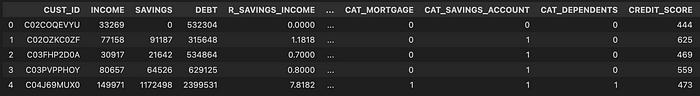 CUST_ID INCOME SAVINGS DEBT R_SAVINGS_INCOME ... CAT_MORTGAGE CAT_SAVINGS_ACCOUNT CAT_DEPENDENTS CREDIT_SCORE
0 C02COQEVYU 33269 0 532304 0.0000 ... 0 0 0 444
1 C02OZKC0ZF 77158 91187 315648 1.1818 ... 0 1 0 625
2 C03FHP2D0A 30917 21642 534864 0.7000 ... 0 1 0 469
3 C03PVPPHOY 80657 64526 629125 0.8000 ... 0 1 0 559
4 C04J69MUX0 149971 1172498 2399531 7.8182 ... 1 1 1 473